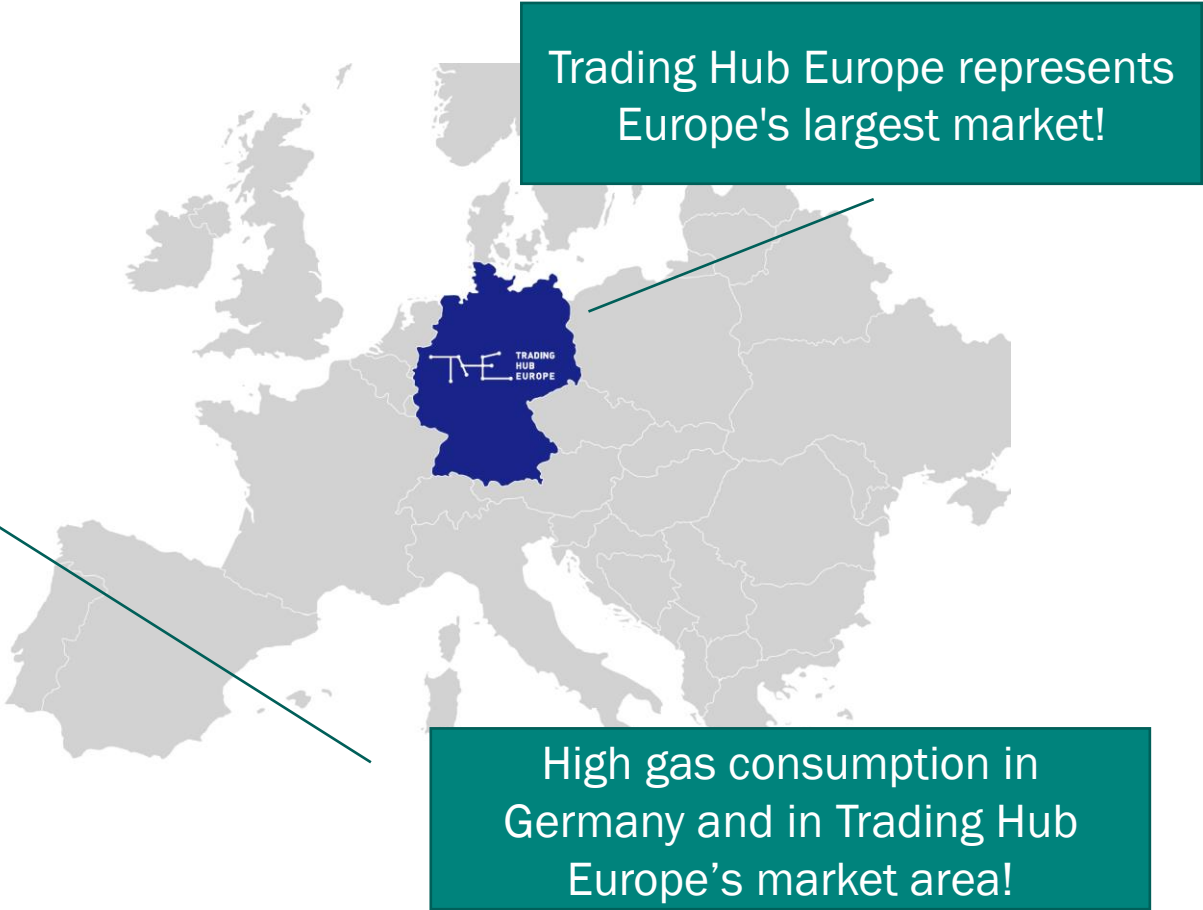 Trading Hub Europe represents
Europe's largest market!
THE
TRADING
HUB
EUROPE
High gas consumption in
Germany and in Trading Hub
Europe’s market area!